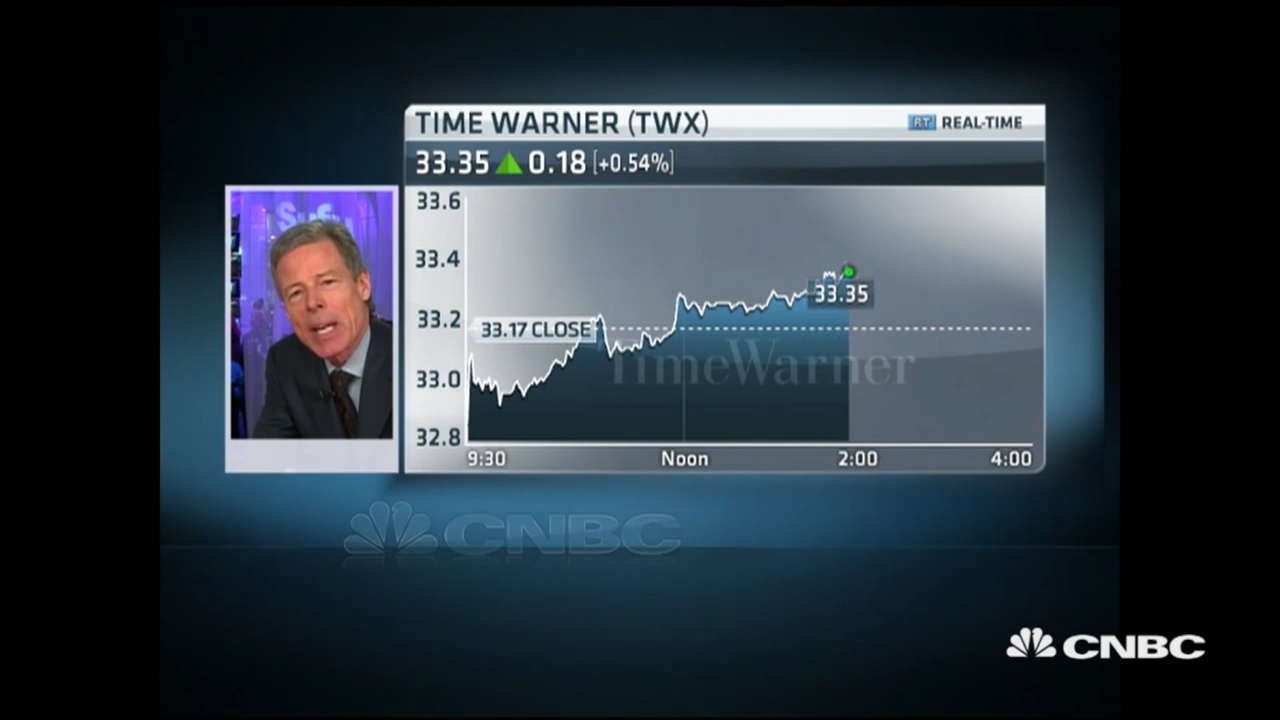 TIME WARNER (TWX)
RT REAL-TIME
33.35 0.18 [+0.54%]
33.6
33.4
33.2
33.0
32.8
33.17 CLOSE
33.35
TimeWarner
9:30 Noon 2:00 4:00
CNBC
CNBC